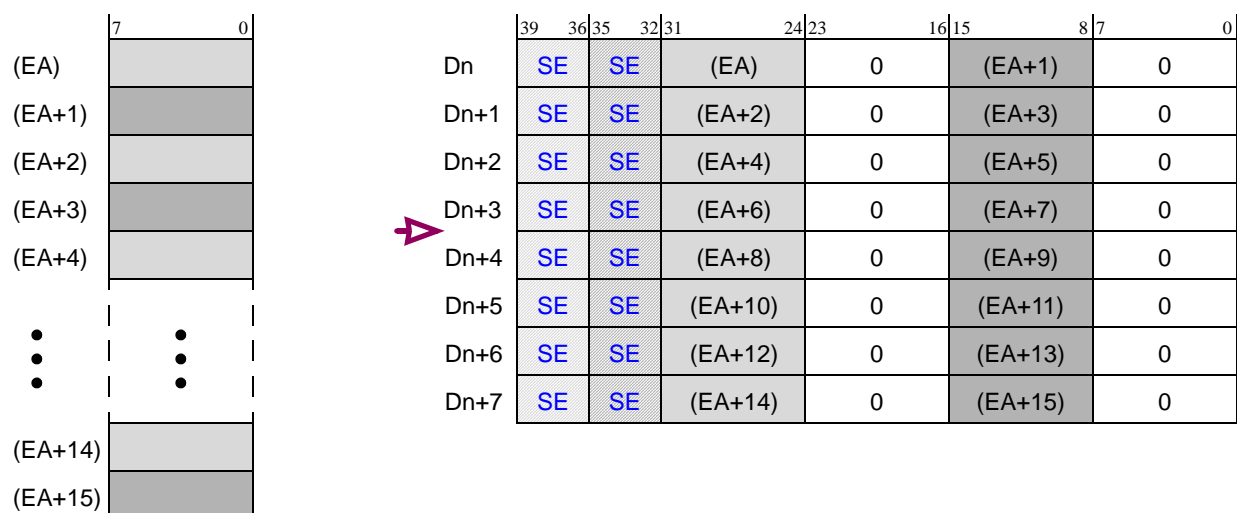 7 0
(EA)
(EA+1)
(EA+2)
(EA+3)
(EA+4)
(EA+14)
(EA+15)
39 36 35 32 31 24 23 16 15 8 7 0
Dn SE SE (EA) 0 (EA+1) 0
Dn+1 SE SE (EA+2) 0 (EA+3) 0
Dn+2 SE SE (EA+4) 0 (EA+5) 0
Dn+3 SE SE (EA+6) 0 (EA+7) 0
Dn+4 SE SE (EA+8) 0 (EA+9) 0
Dn+5 SE SE (EA+10) 0 (EA+11) 0
Dn+6 SE SE (EA+12) 0 (EA+13) 0
Dn+7 SE SE (EA+14) 0 (EA+15) 0